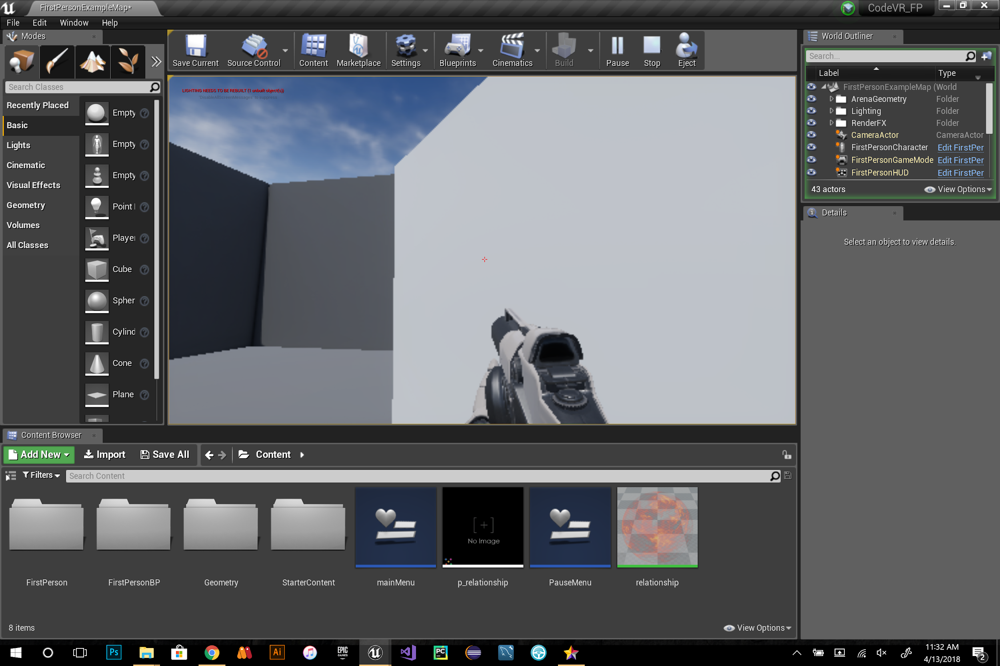 FirstPersonExampleMap*
CodeVR_FP
File Edit Window Help
Modes
Save Current
Source Control
Content
Marketplace
Settings
Blueprints
Cinematics
Build
Pause
Stop
Eject
Search Classes
Recently Placed
Basic
Lights
Cinematic
Visual Effects
Geometry
Volumes
All Classes
Empty
Empty
Empty
Point
Player
Cube
Spher
Cylind
Cone
Plane
LIGHTING NEEDS TO BE REBUILT (1 unbuilt object(s))
'DisableAllScreenMessages' to suppress
World Outliner
Search...
Label Type
FirstPersonExampleMap (World
ArenaGeometry Folder
Lighting Folder
RenderFX Folder
CameraActor CameraActor
FirstPersonCharacter Edit FirstPer
FirstPersonGameMode Edit FirstPer
FirstPersonHUD Edit FirstPer
43 actors View Options
Details
Select an object to view details.
Content Browser
Add New Import Save All Content
Filters Search Content
No Image
FirstPerson
FirstPersonBP
Geometry
StarterContent
mainMenu
p_relationship
PauseMenu
relationship
8 items View Options
Ps
Ai
EPIC
GAMES
PC
11:32 AM
4/13/2018
2